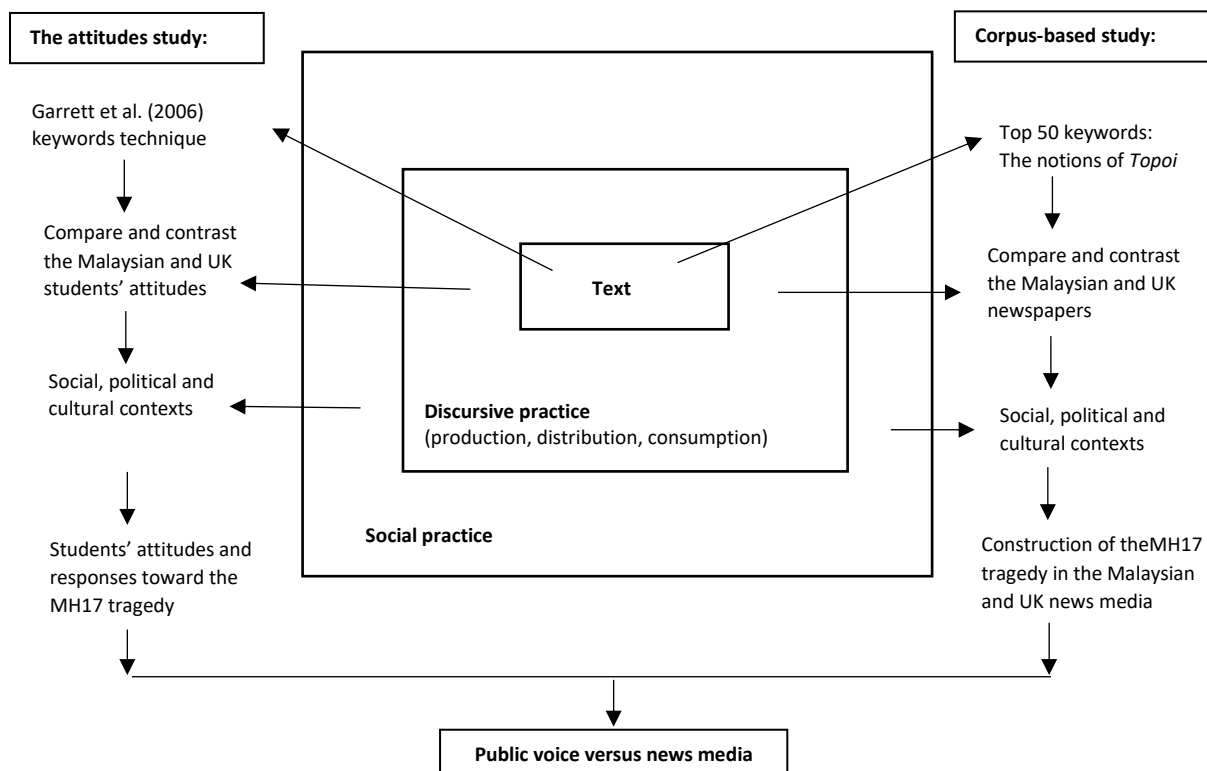 The attitudes study:
Garrett et al. (2006)
keywords technique
Compare and contrast
the Malaysian and UK
students’ attitudes
Social, political and
cultural contexts
Students’ attitudes and
responses toward the
MH17 tragedy
Text
Discursive practice
(production, distribution, consumption)
Social practice
Corpus-based study:
Top 50 keywords:
The notions of Topoi
Compare and contrast
the Malaysian and UK
newspapers
Social, political and
cultural contexts
Construction of theMH17
tragedy in the Malaysian
and UK news media
Public voice versus news media